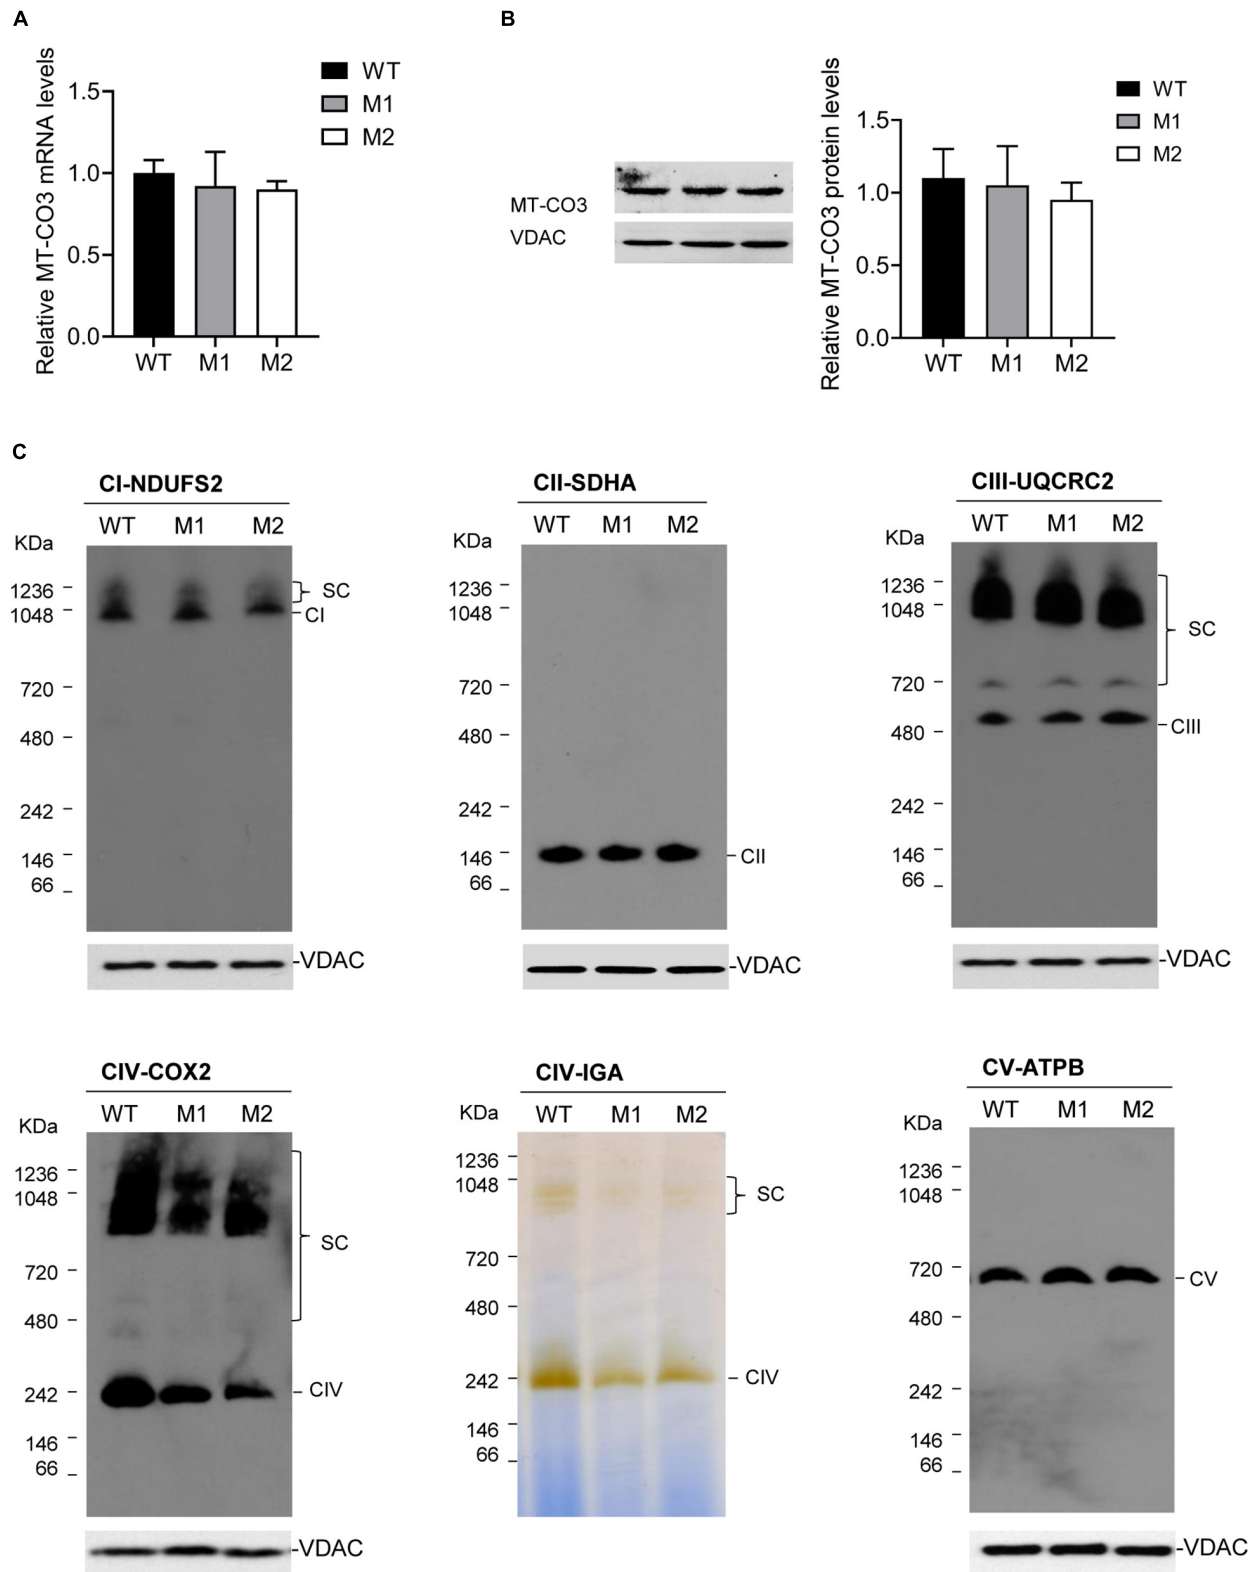 A
Relative MT-CO3 mRNA levels
1.5
1.0
0.5
0.0
WT M1 M2
WT
M1
M2
B
MT-CO3
VDAC
Relative MT-CO3 protein levels
1.5
1.0
0.5
0.0
WT M1 M2
WT
M1
M2
C
CI-NDUFS2
WT M1 M2
KDa
1236
1048
720
480
242
146
66
SC
CI
-VDAC
CII-SDHA
WT M1 M2
KDa
1236
1048
720
480
242
146
66
CII
-VDAC
CIII-UQCRC2
WT M1 M2
KDa
1236
1048
720
480
242
146
66
SC
CIII
-VDAC
CIV-COX2
WT M1 M2
KDa
1236
1048
720
480
242
146
66
SC
CIV
-VDAC
CIV-IGA
WT M1 M2
KDa
1236
1048
720
480
242
146
66
SC
CIV
CV-ATPB
WT M1 M2
KDa
1236
1048
720
480
242
146
66
CV
-VDAC